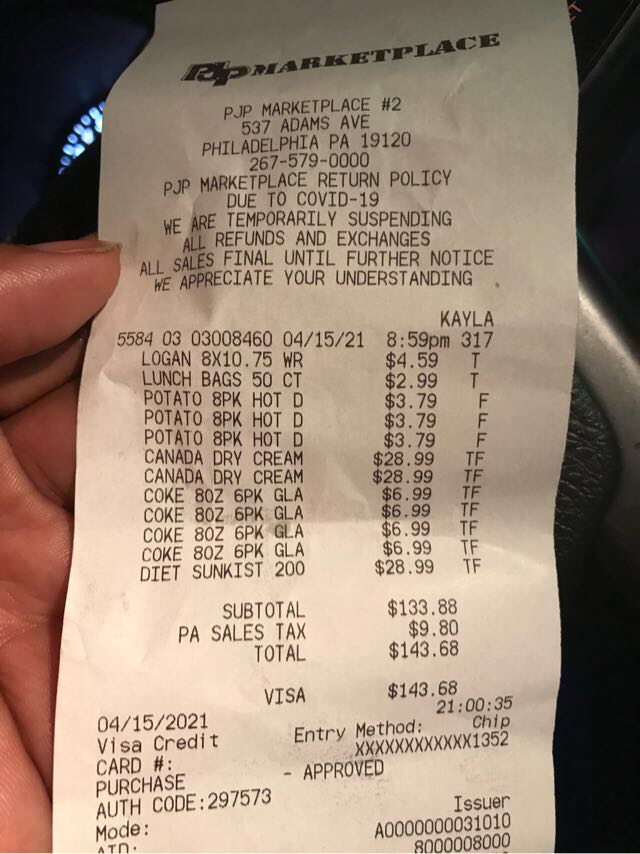 PJP MARKETPLACE
PJP MARKETPLACE #2
537 ADAMS AVE
PHILADELPHIA PA 19120
267-579-0000
PJP MARKETPLACE RETURN POLICY
DUE TO COVID-19
WE ARE TEMPORARILY SUSPENDING
ALL REFUNDS AND EXCHANGES
ALL SALES FINAL UNTIL FURTHER NOTICE
WE APPRECIATE YOUR UNDERSTANDING
KAYLA
5584 03 03008460 04/15/21 8:59pm 317
LOGAN 8X10.75 WR $4.59 T
LUNCH BAGS 50 CT $2.99 T
POTATO 8PK HOT D $3.79 F
POTATO 8PK HOT D $3.79 F
POTATO 8PK HOT D $3.79 F
CANADA DRY CREAM $28.99 TF
CANADA DRY CREAM $28.99 TF
COKE 8OZ 6PK GLA $6.99 TF
COKE 8OZ 6PK GLA $6.99 TF
COKE 8OZ 6PK GLA $6.99 TF
COKE 8OZ 6PK GLA $6.99 TF
DIET SUNKIST 20O $28.99 TF
SUBTOTAL $133.88
PA SALES TAX $9.80
TOTAL $143.68
VISA $143.68
04/15/2021 21:00:35
Visa Credit Entry Method: Chip
CARD #: XXXXXXXXXXXX1352
PURCHASE - APPROVED
AUTH CODE:297573
Mode: Issuer
AID: A0000000031010
8000008000